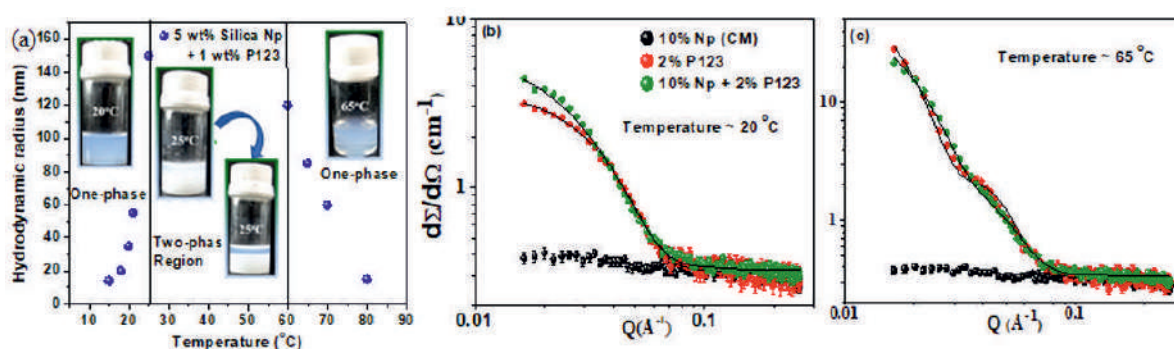 (a)
5 wt% Silica Np
+ 1 wt% P123
20°C
25°C
25°C
65°C
One-phase
Two-phas
Region
One-phase
Hydrodynamic radius (nm)
160
140
120
100
80
60
40
20
0
10 20 30 40 50 60 70 80 90
Temperature (°C)
(b)
10% Np (CM)
2% P123
10% Np + 2% P123
Temperature ~ 20 °C
dΣ/dΩ (cm⁻¹)
10
1
0.01
0.1
Q(Å⁻¹)
(c)
Temperature ~ 65 °C
10
1
0.01
0.1
Q (Å⁻¹)